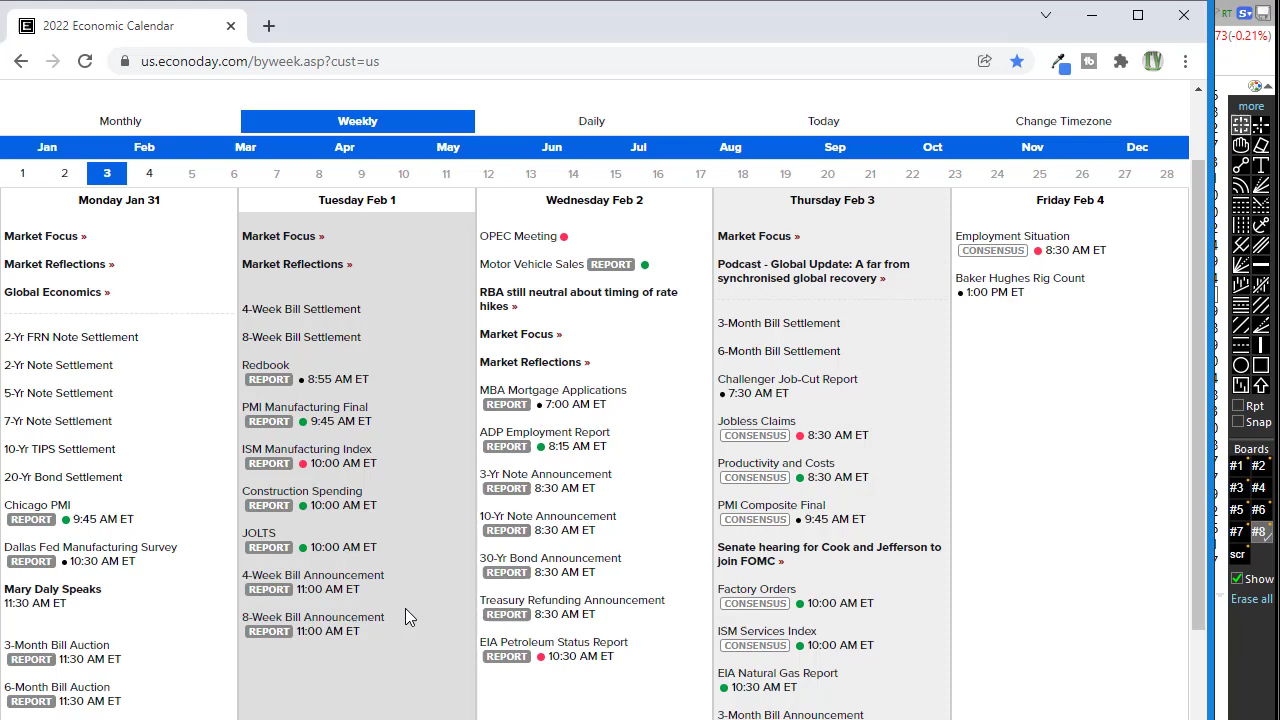 2022 Economic Calendar
RT
S
73(-0.21%)
us.econoday.com/byweek.asp?cust=us
Monthly
Weekly
Daily
Today
Change Timezone
Jan Feb Mar Apr May Jun Jul Aug Sep Oct Nov Dec
1 2 3 4 5 6 7 8 9 10 11 12 13 14 15 16 17 18 19 20 21 22 23 24 25 26 27 28
Monday Jan 31
Market Focus »
Market Reflections »
Global Economics »
2-Yr FRN Note Settlement
2-Yr Note Settlement
5-Yr Note Settlement
7-Yr Note Settlement
10-Yr TIPS Settlement
20-Yr Bond Settlement
Chicago PMI
REPORT 9:45 AM ET
Dallas Fed Manufacturing Survey
REPORT 10:30 AM ET
Mary Daly Speaks
11:30 AM ET
3-Month Bill Auction
REPORT 11:30 AM ET
6-Month Bill Auction
REPORT 11:30 AM ET
Tuesday Feb 1
Market Focus »
Market Reflections »
4-Week Bill Settlement
8-Week Bill Settlement
Redbook
REPORT 8:55 AM ET
PMI Manufacturing Final
REPORT 9:45 AM ET
ISM Manufacturing Index
REPORT 10:00 AM ET
Construction Spending
REPORT 10:00 AM ET
JOLTS
REPORT 10:00 AM ET
4-Week Bill Announcement
REPORT 11:00 AM ET
8-Week Bill Announcement
REPORT 11:00 AM ET
Wednesday Feb 2
OPEC Meeting
Motor Vehicle Sales REPORT
RBA still neutral about timing of rate
hikes »
Market Focus »
Market Reflections »
MBA Mortgage Applications
REPORT 7:00 AM ET
ADP Employment Report
REPORT 8:15 AM ET
3-Yr Note Announcement
REPORT 8:30 AM ET
10-Yr Note Announcement
REPORT 8:30 AM ET
30-Yr Bond Announcement
REPORT 8:30 AM ET
Treasury Refunding Announcement
REPORT 8:30 AM ET
EIA Petroleum Status Report
REPORT 10:30 AM ET
Thursday Feb 3
Market Focus »
Podcast - Global Update: A far from
synchronised global recovery »
3-Month Bill Settlement
6-Month Bill Settlement
Challenger Job-Cut Report
7:30 AM ET
Jobless Claims
CONSENSUS 8:30 AM ET
Productivity and Costs
CONSENSUS 8:30 AM ET
PMI Composite Final
CONSENSUS 9:45 AM ET
Senate hearing for Cook and Jefferson to
join FOMC »
Factory Orders
CONSENSUS 10:00 AM ET
ISM Services Index
CONSENSUS 10:00 AM ET
EIA Natural Gas Report
10:30 AM ET
3-Month Bill Announcement
Friday Feb 4
Employment Situation
CONSENSUS 8:30 AM ET
Baker Hughes Rig Count
1:00 PM ET
more
Rpt
Snap
Boards
#1 #2
#3 #4
#5 #6
#7 #8
scr
Show
Erase all